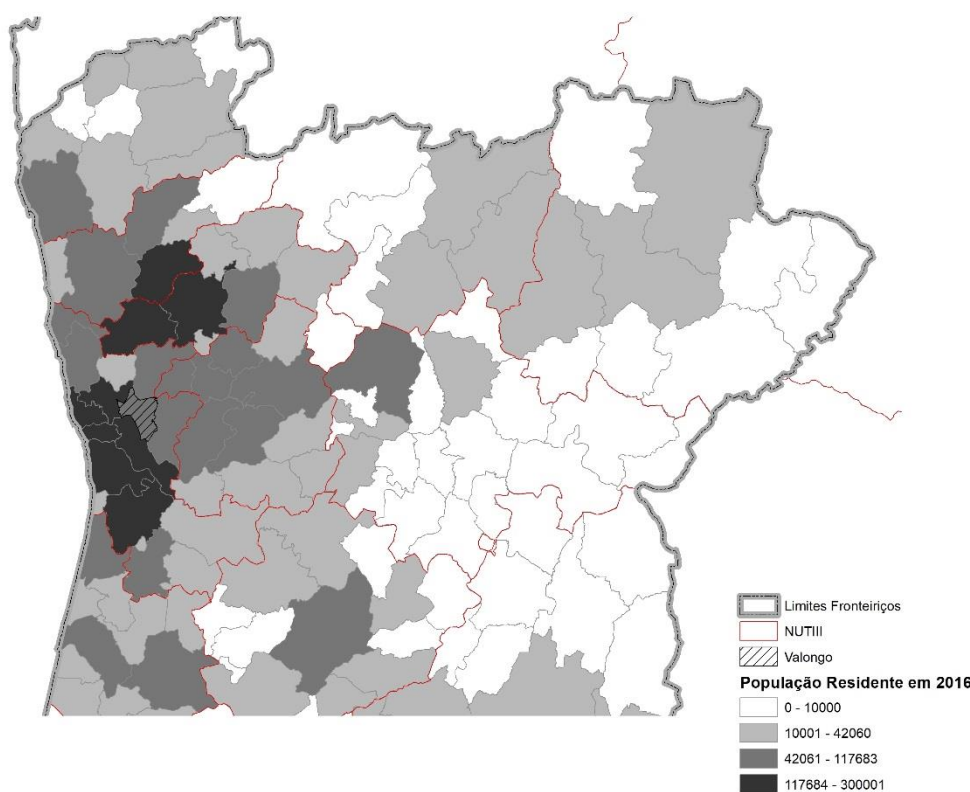 Limites Fronteiriços
NUTIII
Valongo
População Residente em 2016
0 - 10000
10001 - 42060
42061 - 117683
117684 - 300001